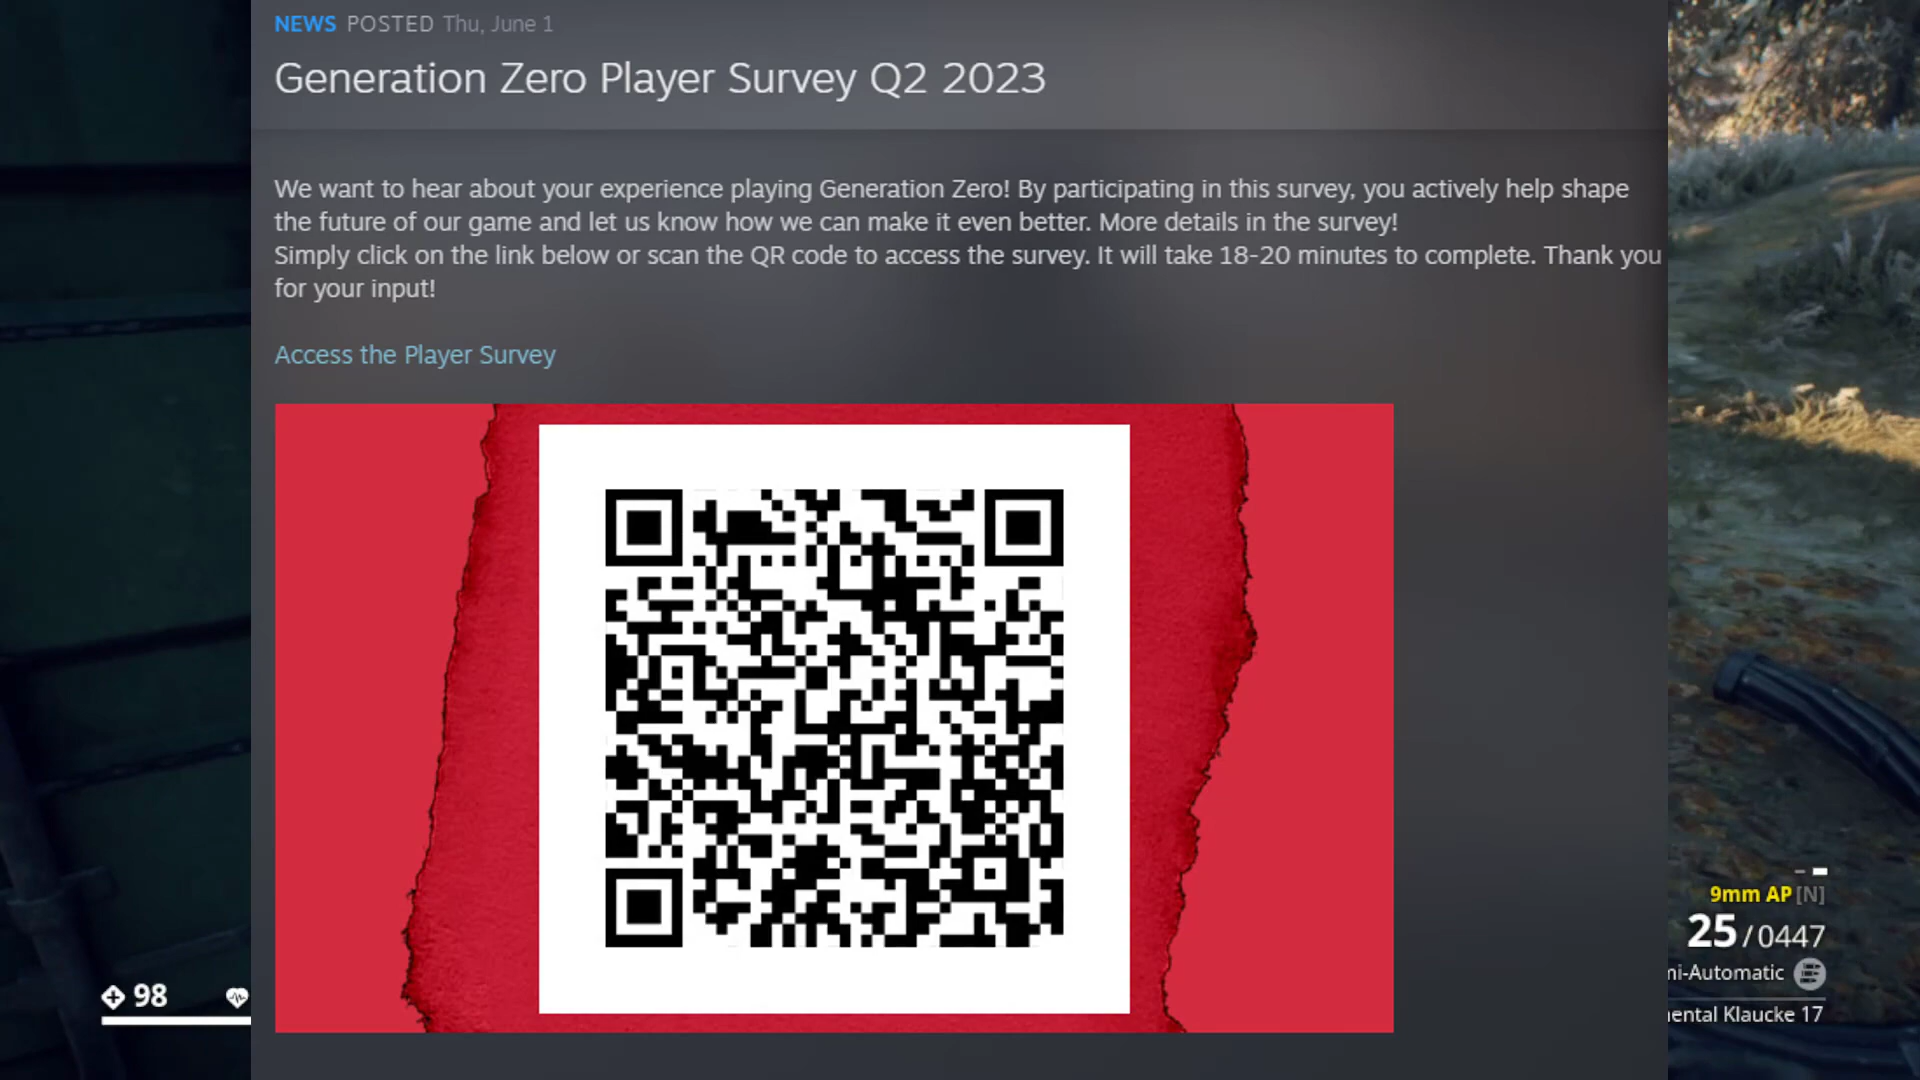 NEWS POSTED Thu, June 1
Generation Zero Player Survey Q2 2023
We want to hear about your experience playing Generation Zero! By participating in this survey, you actively help shape
the future of our game and let us know how we can make it even better. More details in the survey!
Simply click on the link below or scan the QR code to access the survey. It will take 18-20 minutes to complete. Thank you
for your input!
Access the Player Survey
98
9mm AP [N]
25/0447
mi-Automatic
ental Klaucke 17